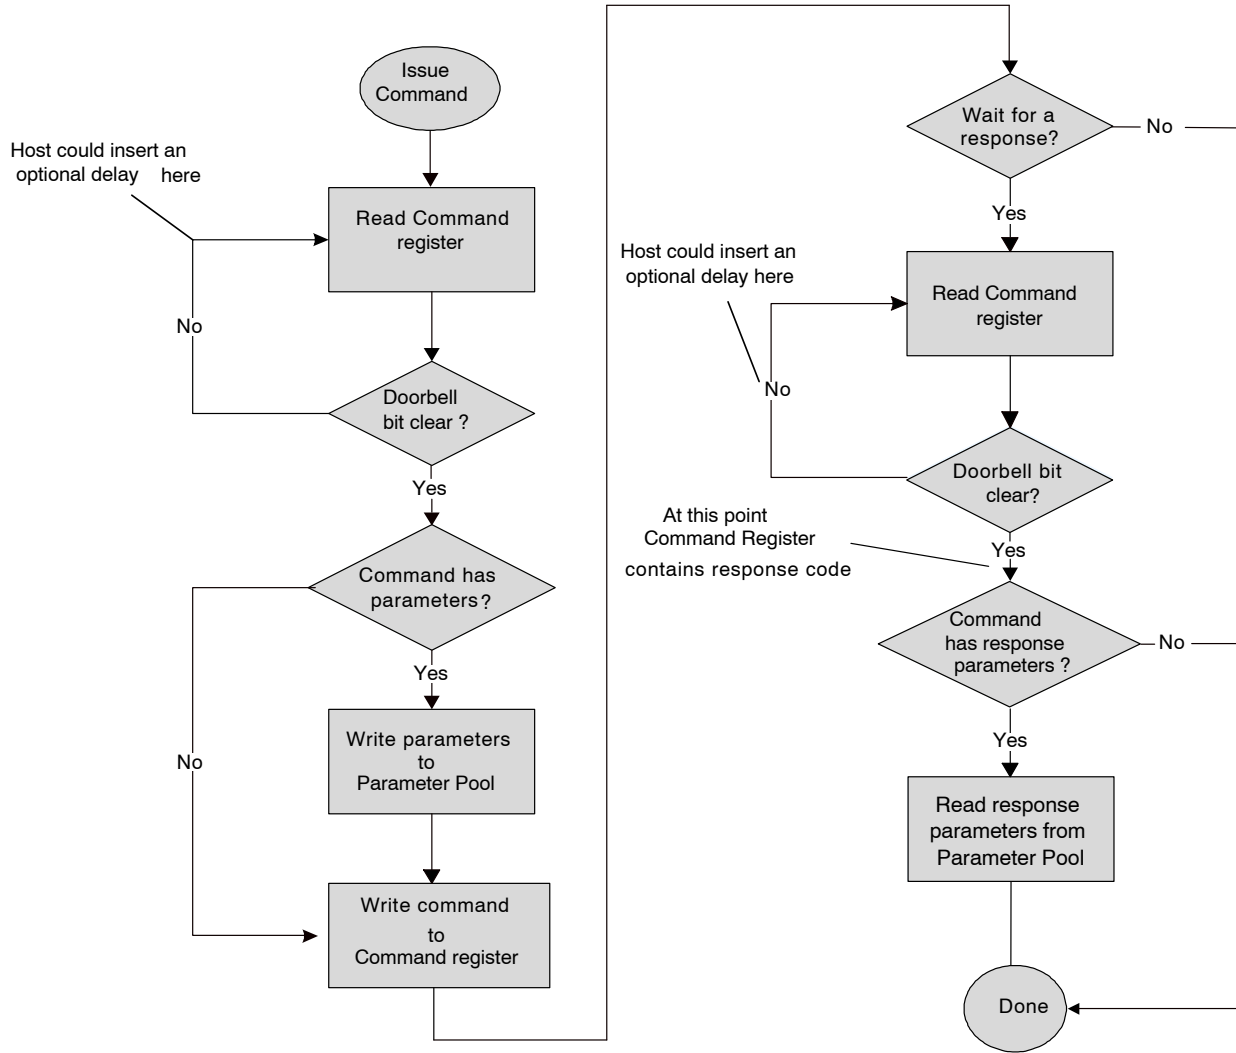 Issue
Command
Host could insert an
optional delay here
Read Command
register
No
Doorbell
bit clear ?
Yes
Command has
parameters?
Yes
Write parameters
to
Parameter Pool
No
Write command
to
Command register
Wait for a
response?
No
Yes
Host could insert an
optional delay here
Read Command
register
No
Doorbell bit
clear?
At this point
Command Register
contains response code
Yes
Command
has response
parameters ?
No
Yes
Read response
parameters from
Parameter Pool
Done